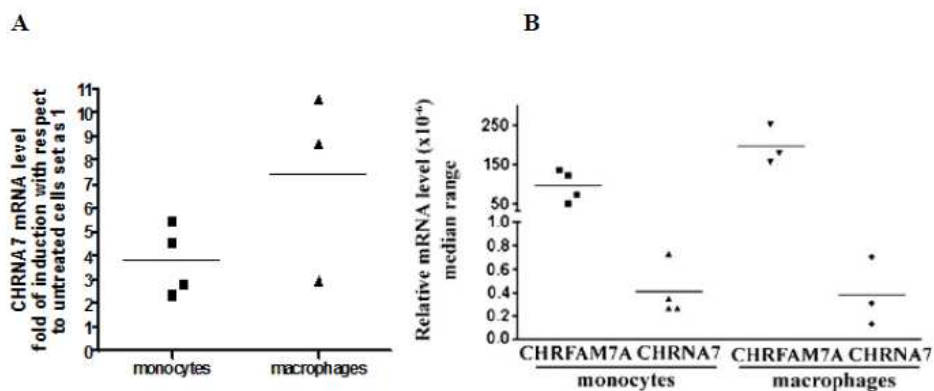 A
B
CHRNA7 mRNA level
fold of induction with respect
to untreated cells set as 1
11
10
9
8
7
6
5
4
3
2
1
0
monocytes
macrophages
Relative mRNA level (x10⁻⁶)
median range
250
150
50
1.0
0.8
0.6
0.4
0.2
0.0
CHRFAM7A CHRNA7
CHRFAM7A CHRNA7
monocytes
macrophages